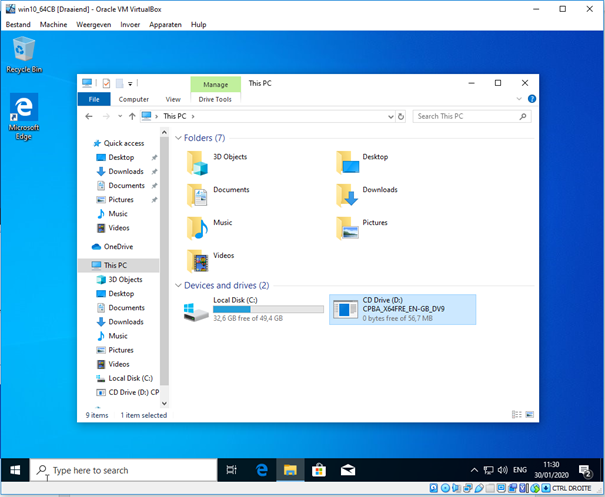 win10_64CB [Draaiend] - Oracle VM VirtualBox
Bestand Machine Weergeven Invoer Apparaten Hulp
Recycle Bin
Microsoft
Edge
Manage This PC
File Computer View Drive Tools
This PC
Search This PC
Quick access
Desktop
Downloads
Documents
Pictures
Music
Videos
OneDrive
This PC
3D Objects
Desktop
Documents
Downloads
Music
Pictures
Videos
Local Disk (C:)
CD Drive (D:) CP
Folders (7)
3D Objects
Desktop
Documents
Downloads
Music
Pictures
Videos
Devices and drives (2)
Local Disk (C:)
32,6 GB free of 49,4 GB
CD Drive (D:)
CPBA_X64FRE_EN-GB_DV9
0 bytes free of 56,7 MB
9 items 1 item selected
Type here to search
ENG
11:30
30/01/2020
2
CTRL DROITE